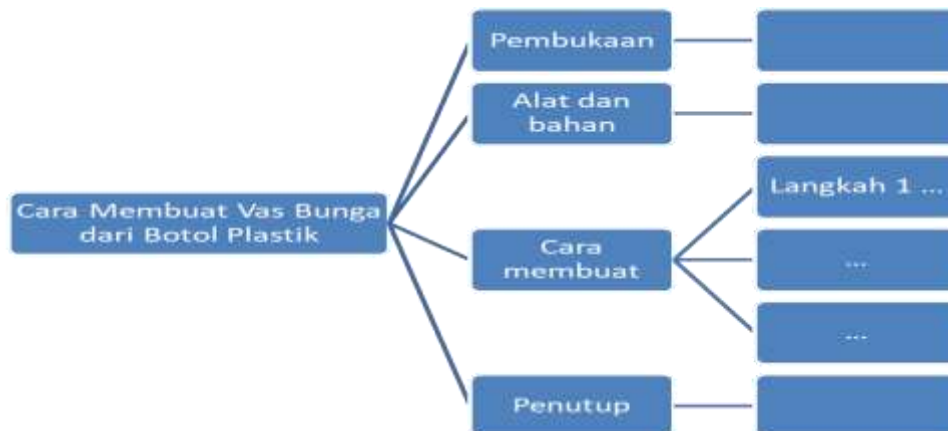 Pembukaan
Alat dan
bahan
Langkah 1 ...
Cara Membuat Vas Bunga
dari Botol Plastik
Cara
membuat
...
...
Penutup